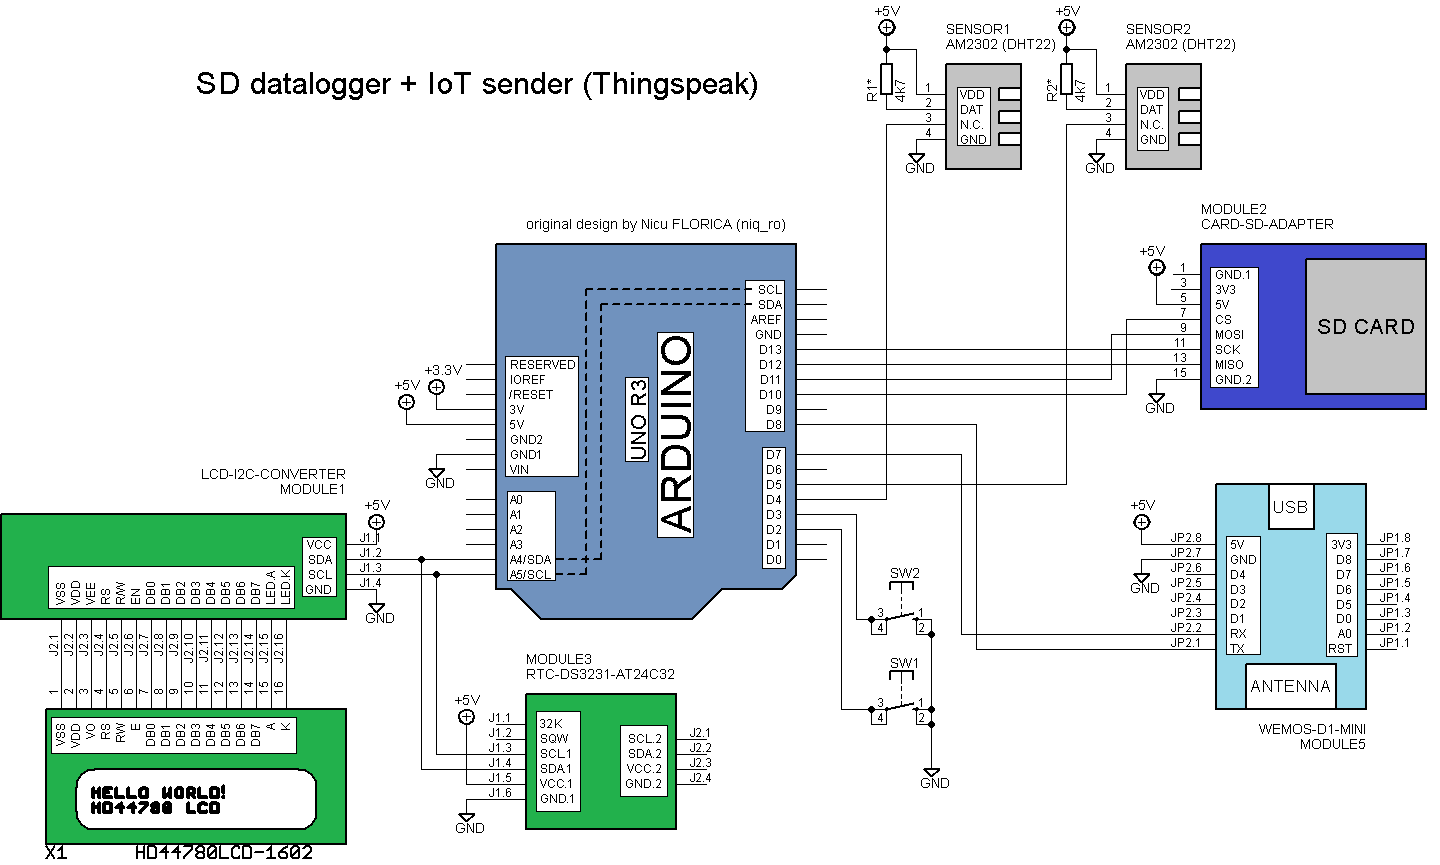 SD datalogger + IoT sender (Thingspeak)
original design by Nicu FLORICA (niq_ro)
+5V
SENSOR1
AM2302 (DHT22)
R1*
4k7
1
2
3
4
VDD
DAT
N.C.
GND
GND
+5V
SENSOR2
AM2302 (DHT22)
R2*
4k7
1
2
3
4
VDD
DAT
N.C.
GND
GND
MODULE2
CARD-SD-ADAPTER
+5V
1
3
5
7
9
11
13
15
GND.1
3V3
5V
CS
MOSI
SCK
MISO
GND.2
GND
SD CARD
+3.3V
+5V
GND
RESERVED
IOREF
/RESET
3V
5V
GND2
GND1
VIN
A0
A1
A2
A3
A4/SDA
A5/SCL
UNO R3
ARDUINO
SCL
SDA
AREF
GND
D13
D12
D11
D10
D9
D8
D7
D6
D5
D4
D3
D2
D1
D0
LCD-I2C-CONVERTER
MODULE1
+5V
J1.1
J1.2
J1.3
J1.4
VCC
SDA
SCL
GND
GND
VSS
VDD
VEE
RS
R/W
EN
DB0
DB1
DB2
DB3
DB4
DB5
DB6
DB7
LED.A
LED.K
J2.1
J2.2
J2.3
J2.4
J2.5
J2.6
J2.7
J2.8
J2.9
J2.10
J2.11
J2.12
J2.13
J2.14
J2.15
J2.16
1
2
3
4
5
6
7
8
9
10
11
12
13
14
15
16
VSS
VDD
VO
RS
R/W
E
DB0
DB1
DB2
DB3
DB4
DB5
DB6
DB7
A
K
HELLO WORLD!
HD44780 LCD
X1
HD44780LCD-1602
MODULE3
RTC-DS3231-AT24C32
+5V
J1.1
J1.2
J1.3
J1.4
J1.5
J1.6
32K
SQW
SCL1
SDA1
VCC.1
GND.1
GND
SCL.2
SDA.2
VCC.2
GND.2
J2.1
J2.2
J2.3
J2.4
SW2
3
4
1
2
SW1
3
4
1
2
GND
+5V
GND
JP2.8
JP2.7
JP2.6
JP2.5
JP2.4
JP2.3
JP2.2
JP2.1
USB
5V
GND
D4
D3
D2
D1
RX
TX
3V3
D8
D7
D6
D5
D0
A0
RST
JP1.8
JP1.7
JP1.6
JP1.5
JP1.4
JP1.3
JP1.2
JP1.1
ANTENNA
WEMOS-D1-MINI
MODULE5